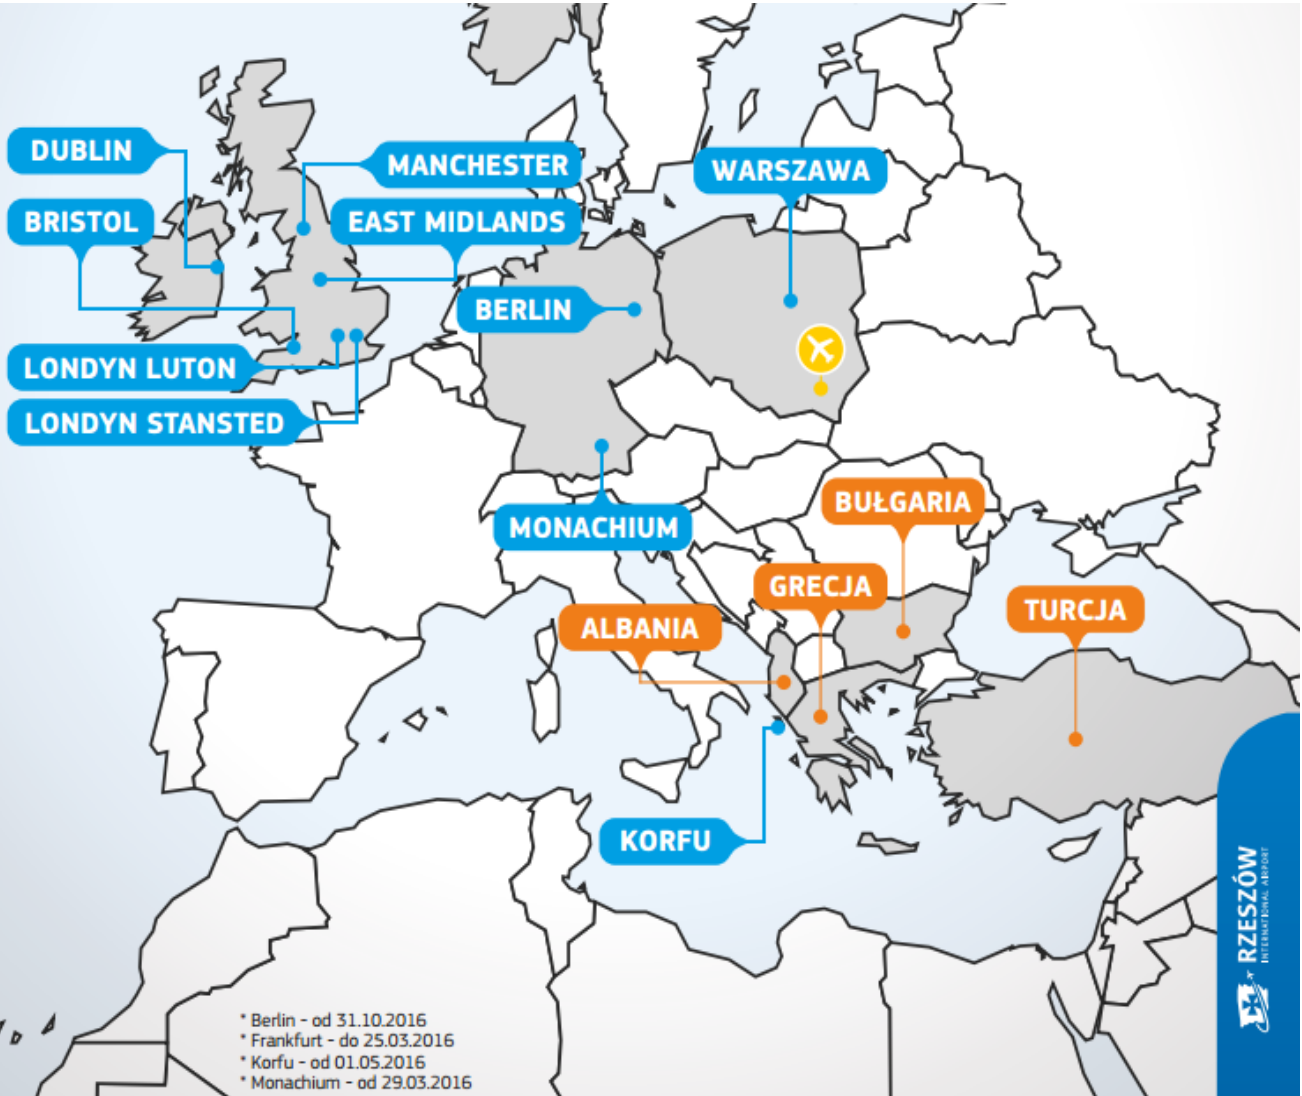 DUBLIN
MANCHESTER
WARSZAWA
BRISTOL
EAST MIDLANDS
BERLIN
LONDYN LUTON
LONDYN STANSTED
MONACHIUM
BUŁGARIA
GRECJA
TURCJA
ALBANIA
KORFU
RZESZÓW
INTERNATIONAL AIRPORT
* Berlin - od 31.10.2016
* Frankfurt - do 25.03.2016
* Korfu - od 01.05.2016
* Monachium - od 29.03.2016